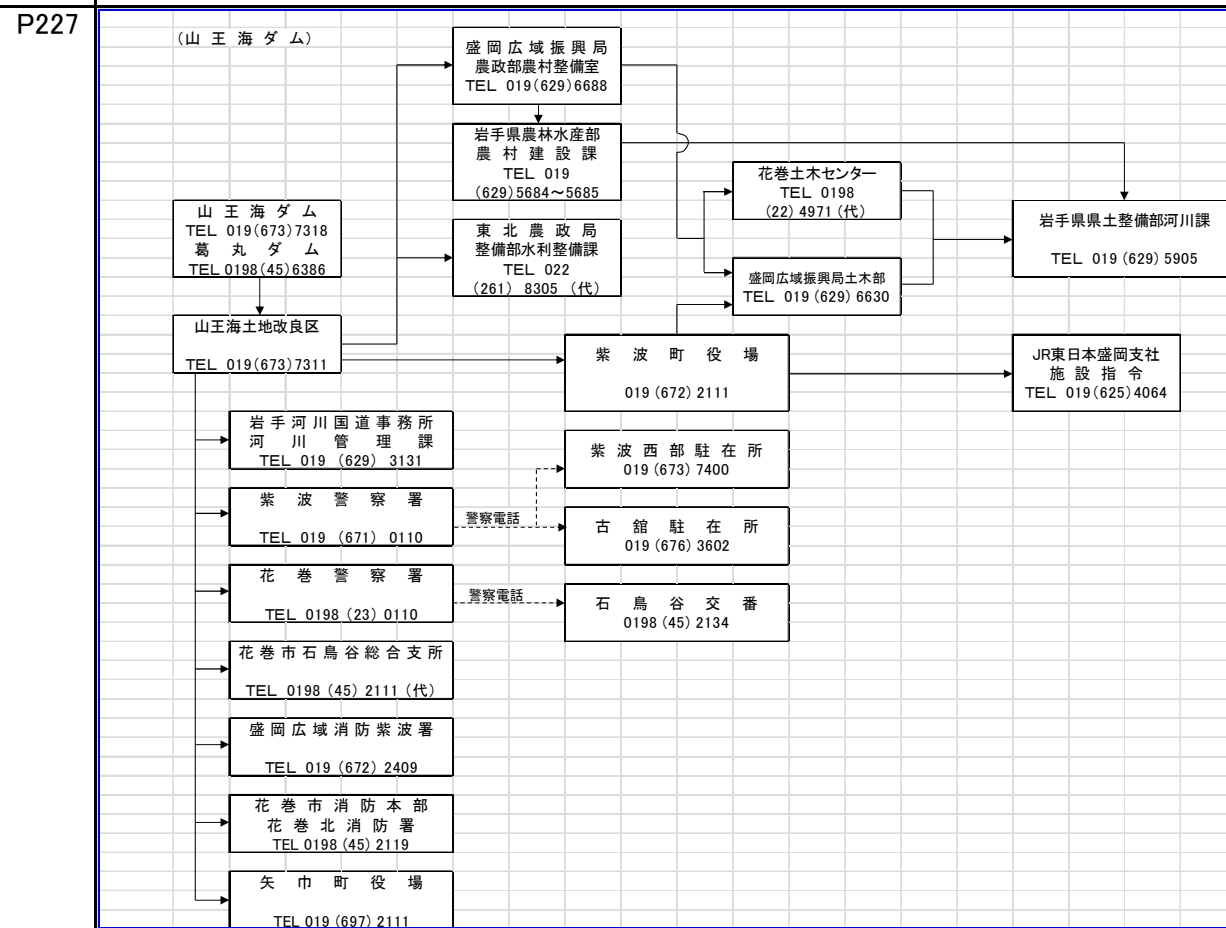 P227
(山 王 海 ダ ム)
盛 岡 広 域 振 興 局
農政部農村整備室
TEL 019(629)6688
岩手県農林水産部
農 村 建 設 課
TEL 019
(629)5684～5685
花巻土木センター
TEL 0198
(22) 4971 (代)
山 王 海 ダ ム
TEL 019(673)7318
葛 丸 ダ ム
TEL 0198(45)6386
東 北 農 政 局
整備部水利整備課
TEL 022
(261) 8305 (代)
岩手県県土整備部河川課
TEL 019 (629) 5905
盛岡広域振興局土木部
TEL 019 (629) 6630
山王海土地改良区
TEL 019(673)7311
紫 波 町 役 場
019 (672) 2111
JR東日本盛岡支社
施 設 指 令
TEL 019(625)4064
岩 手 河 川 国 道 事 務 所
河 川 管 理 課
TEL 019 (629) 3131
紫 波 西 部 駐 在 所
019 (673) 7400
紫 波 警 察 署
TEL 019 (671) 0110
警察電話
古 舘 駐 在 所
019 (676) 3602
花 巻 警 察 署
TEL 0198 (23) 0110
警察電話
石 鳥 谷 交 番
0198 (45) 2134
花 巻 市 石 鳥 谷 総 合 支 所
TEL 0198 (45) 2111 (代)
盛 岡 広 域 消 防 紫 波 署
TEL 019 (672) 2409
花 巻 市 消 防 本 部
花 巻 北 消 防 署
TEL 0198 (45) 2119
矢 巾 町 役 場
TEL 019 (697) 2111